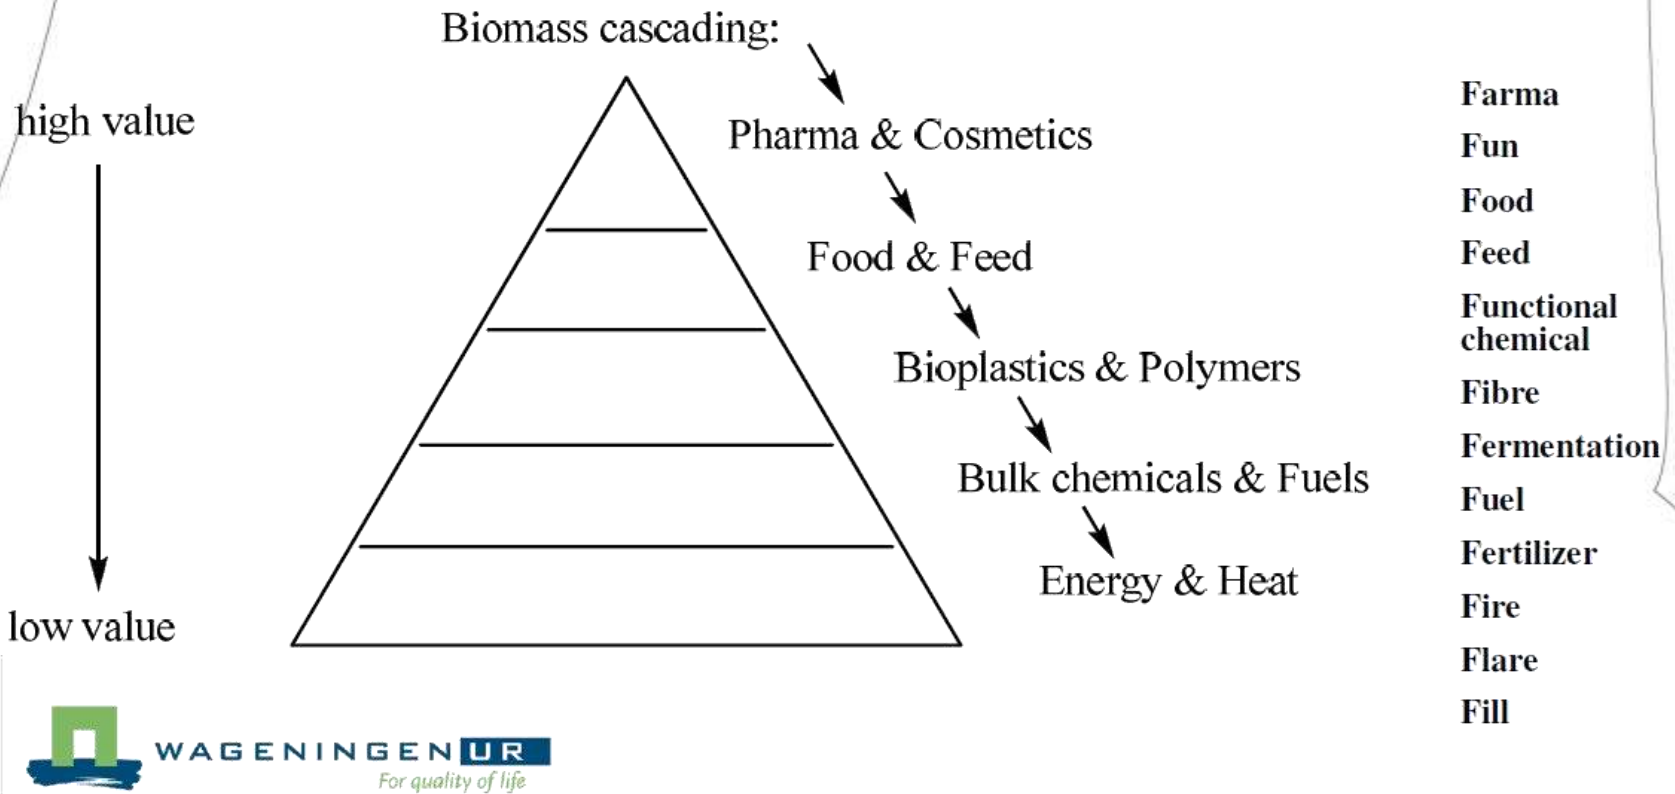 Biomass cascading:
high value
low value
Pharma & Cosmetics
Food & Feed
Bioplastics & Polymers
Bulk chemicals & Fuels
Energy & Heat
Farma
Fun
Food
Feed
Functional
chemical
Fibre
Fermentation
Fuel
Fertilizer
Fire
Flare
Fill
WAGENINGEN UR
For quality of life